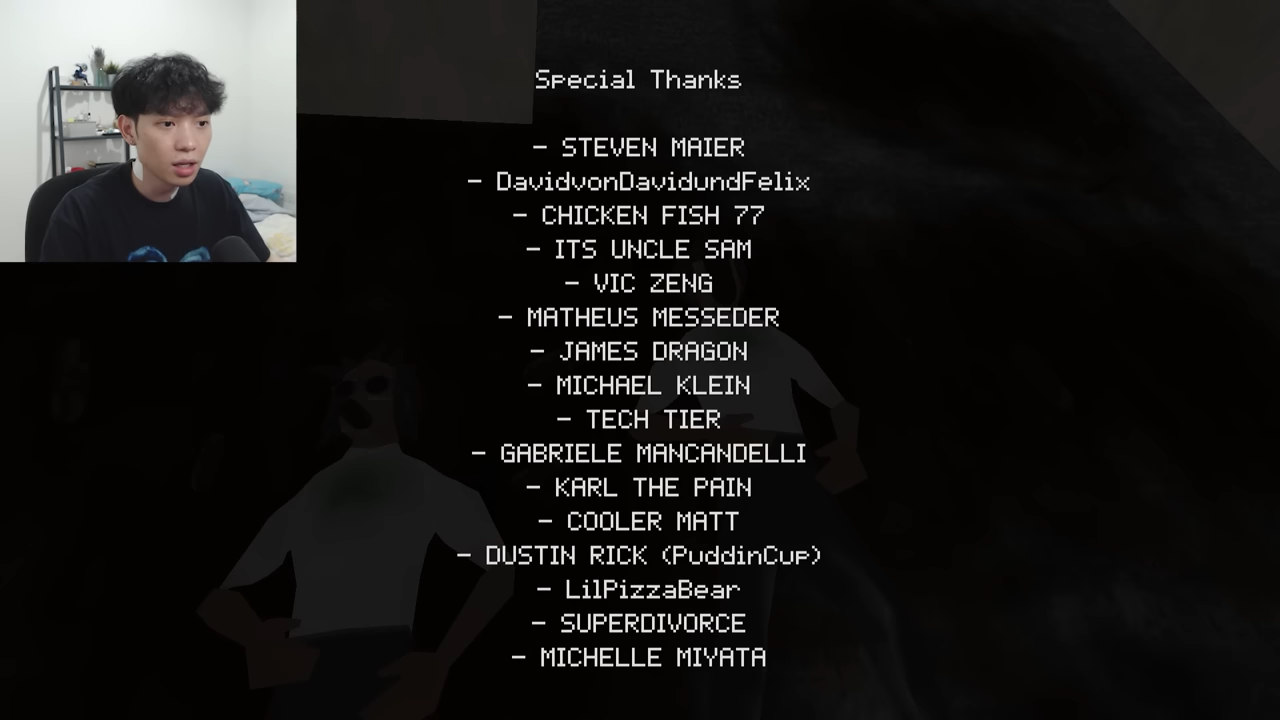 Special Thanks
- STEVEN MAIER
- DavidvonDavidundFelix
- CHICKEN FISH 77
- ITS UNCLE SAM
- VIC ZENG
- MATHEUS MESSEDER
- JAMES DRAGON
- MICHAEL KLEIN
- TECH TIER
- GABRIELE MANCANDELLI
- KARL THE PAIN
- COOLER MATT
- DUSTIN RICK (PuddinCup)
- LilPizzaBear
- SUPERDIVORCE
- MICHELLE MIYATA